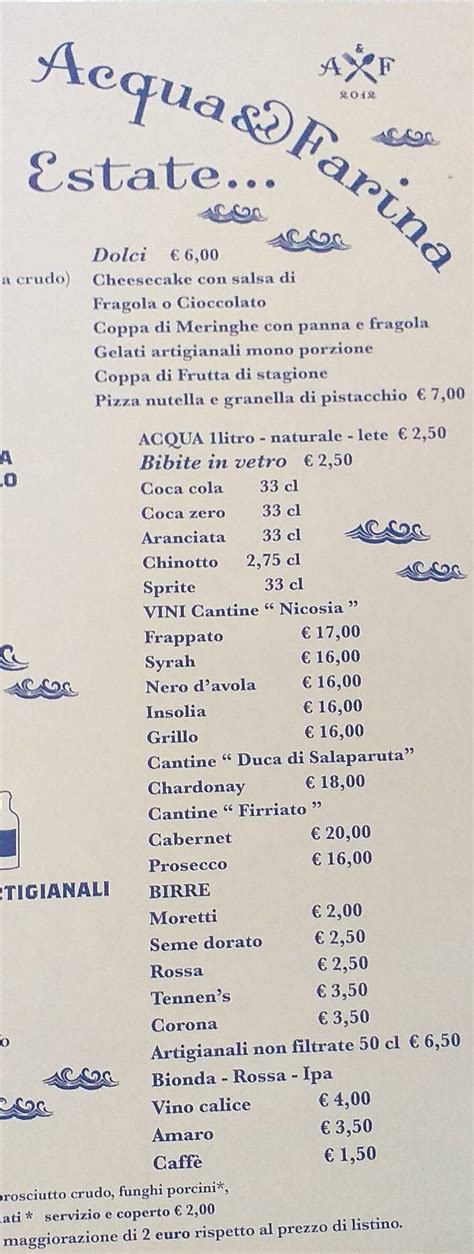 Acqua & Farina
A & F
2012
Estate...
Dolci € 6,00
a crudo) Cheesecake con salsa di
Fragola o Cioccolato
Coppa di Meringhe con panna e fragola
Gelati artigianali mono porzione
Coppa di Frutta di stagione
Pizza nutella e granella di pistacchio € 7,00
ACQUA 1litro - naturale - lete € 2,50
A
LO
Bibite in vetro € 2,50
Coca cola 33 cl
Coca zero 33 cl
Aranciata 33 cl
Chinotto 2,75 cl
Sprite 33 cl
VINI Cantine “ Nicosia ”
Frappato € 17,00
Syrah € 16,00
Nero d’avola € 16,00
Insolia € 16,00
Grillo € 16,00
Cantine “ Duca di Salaparuta”
Chardonay € 18,00
Cantine “ Firriato ”
Cabernet € 20,00
Prosecco € 16,00
RTIGIANALI BIRRE
Moretti € 2,00
Seme dorato € 2,50
Rossa € 2,50
Tennen’s € 3,50
Corona € 3,50
o
Artigianali non filtrate 50 cl € 6,50
Bionda - Rossa - Ipa
Vino calice € 4,00
Amaro € 3,50
Caffè € 1,50
prosciutto crudo, funghi porcini*,
lati * servizio e coperto € 2,00
maggiorazione di 2 euro rispetto al prezzo di listino.